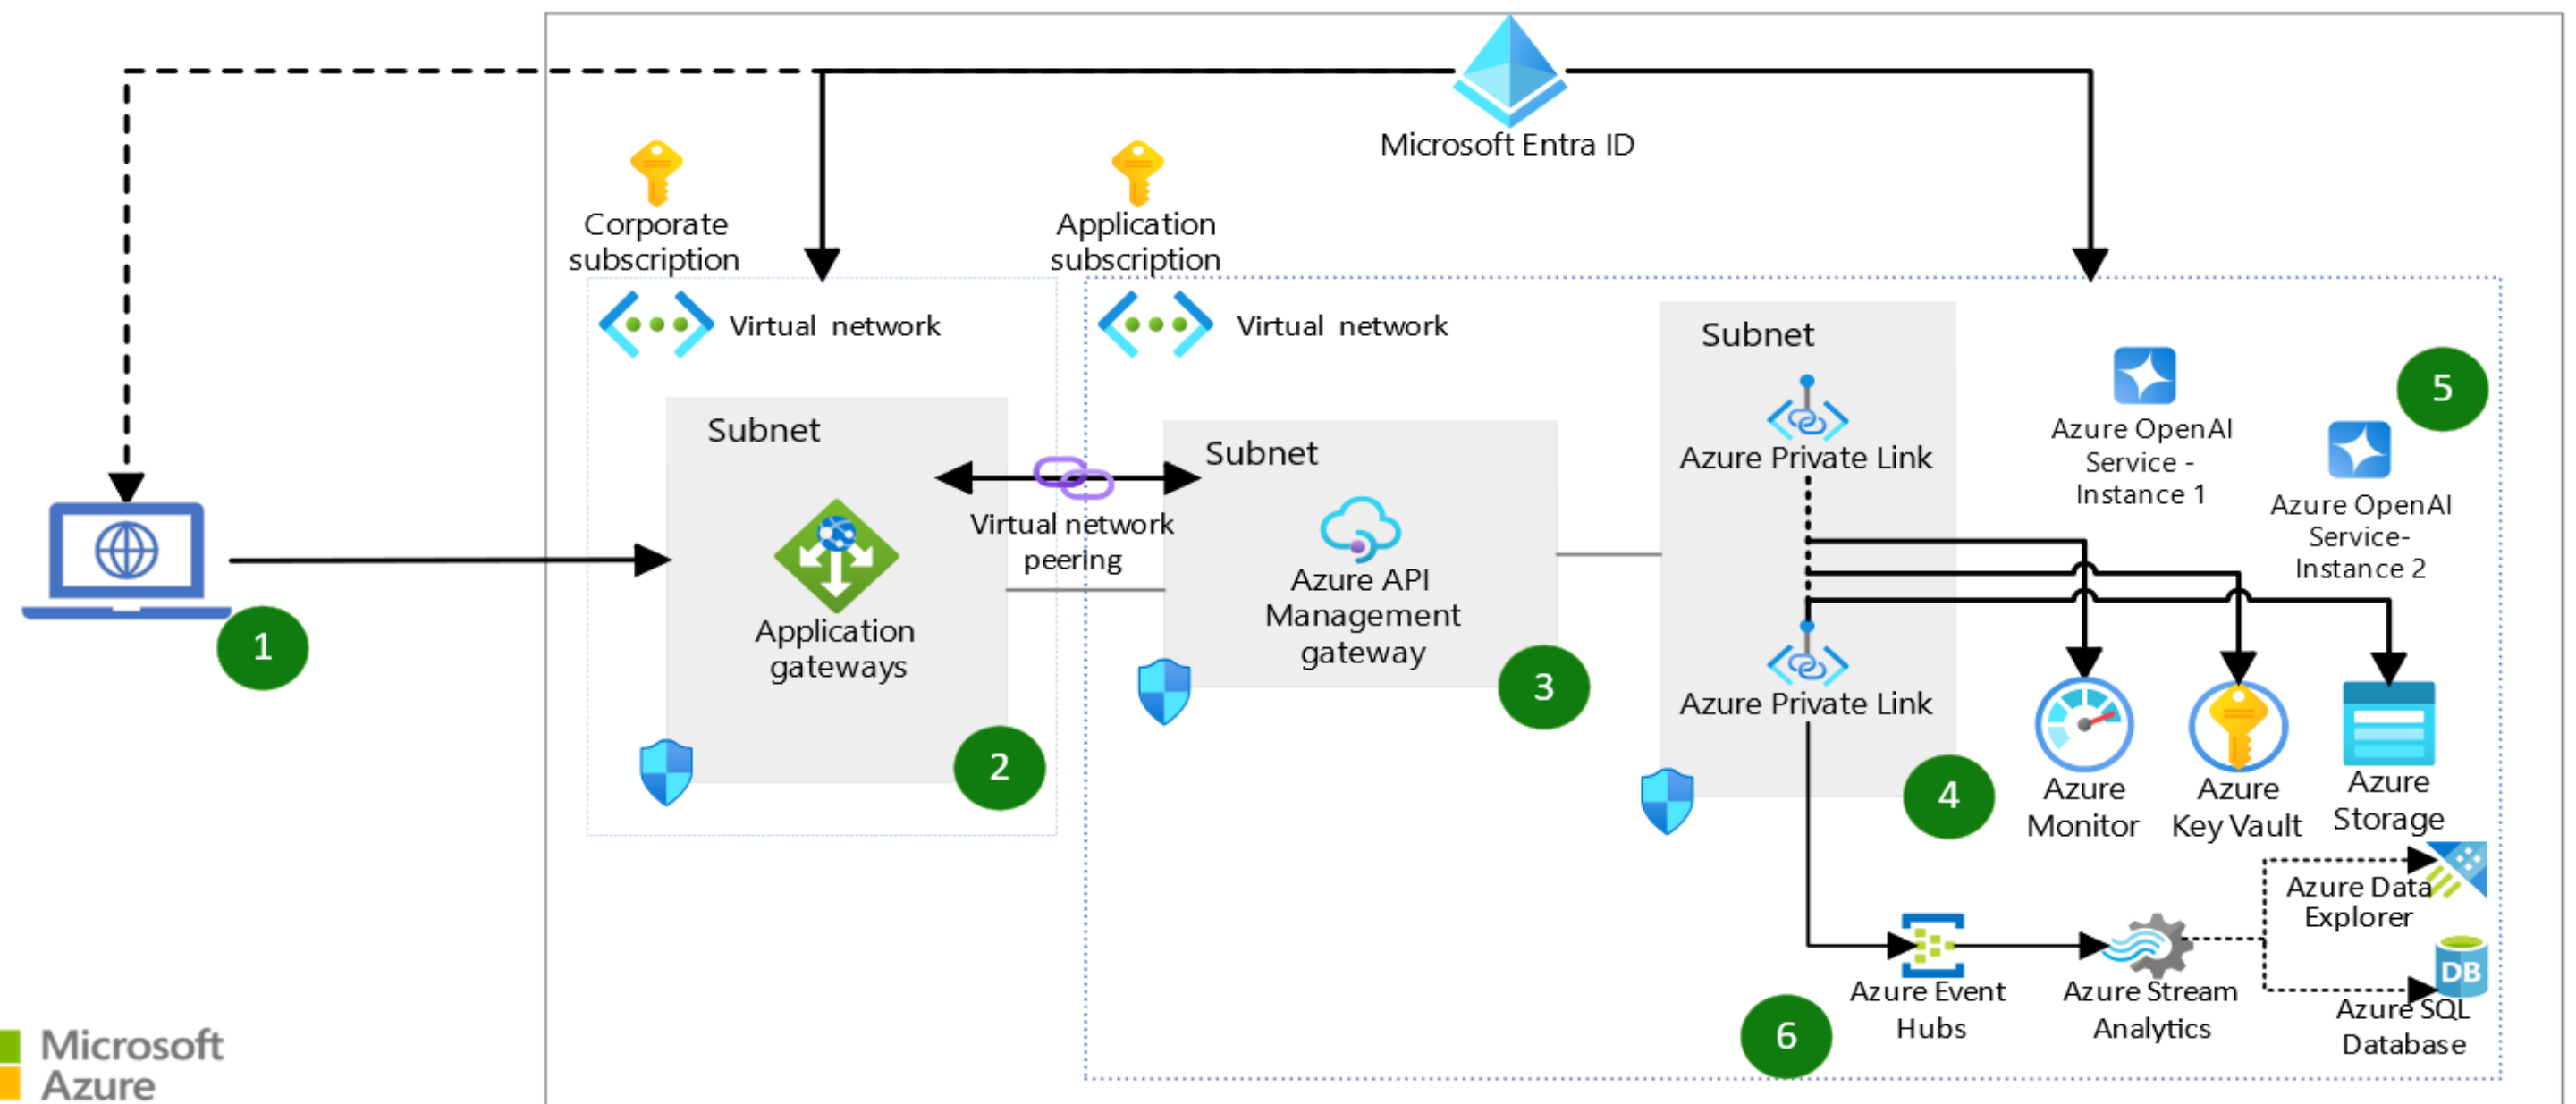 Microsoft Entra ID
Corporate
subscription
Application
subscription
Virtual network
Virtual network
Subnet
Application
gateways
2
Virtual network
peering
Subnet
Azure API
Management
gateway
3
Subnet
Azure Private Link
Azure Private Link
4
Azure OpenAI
Service -
Instance 1
Azure OpenAI
Service-
Instance 2
5
1
Azure
Monitor
Azure
Key Vault
Azure
Storage
Azure Data
Explorer
DB
Azure SQL
Database
Azure Event
Hubs
Azure Stream
Analytics
6
Microsoft
Azure